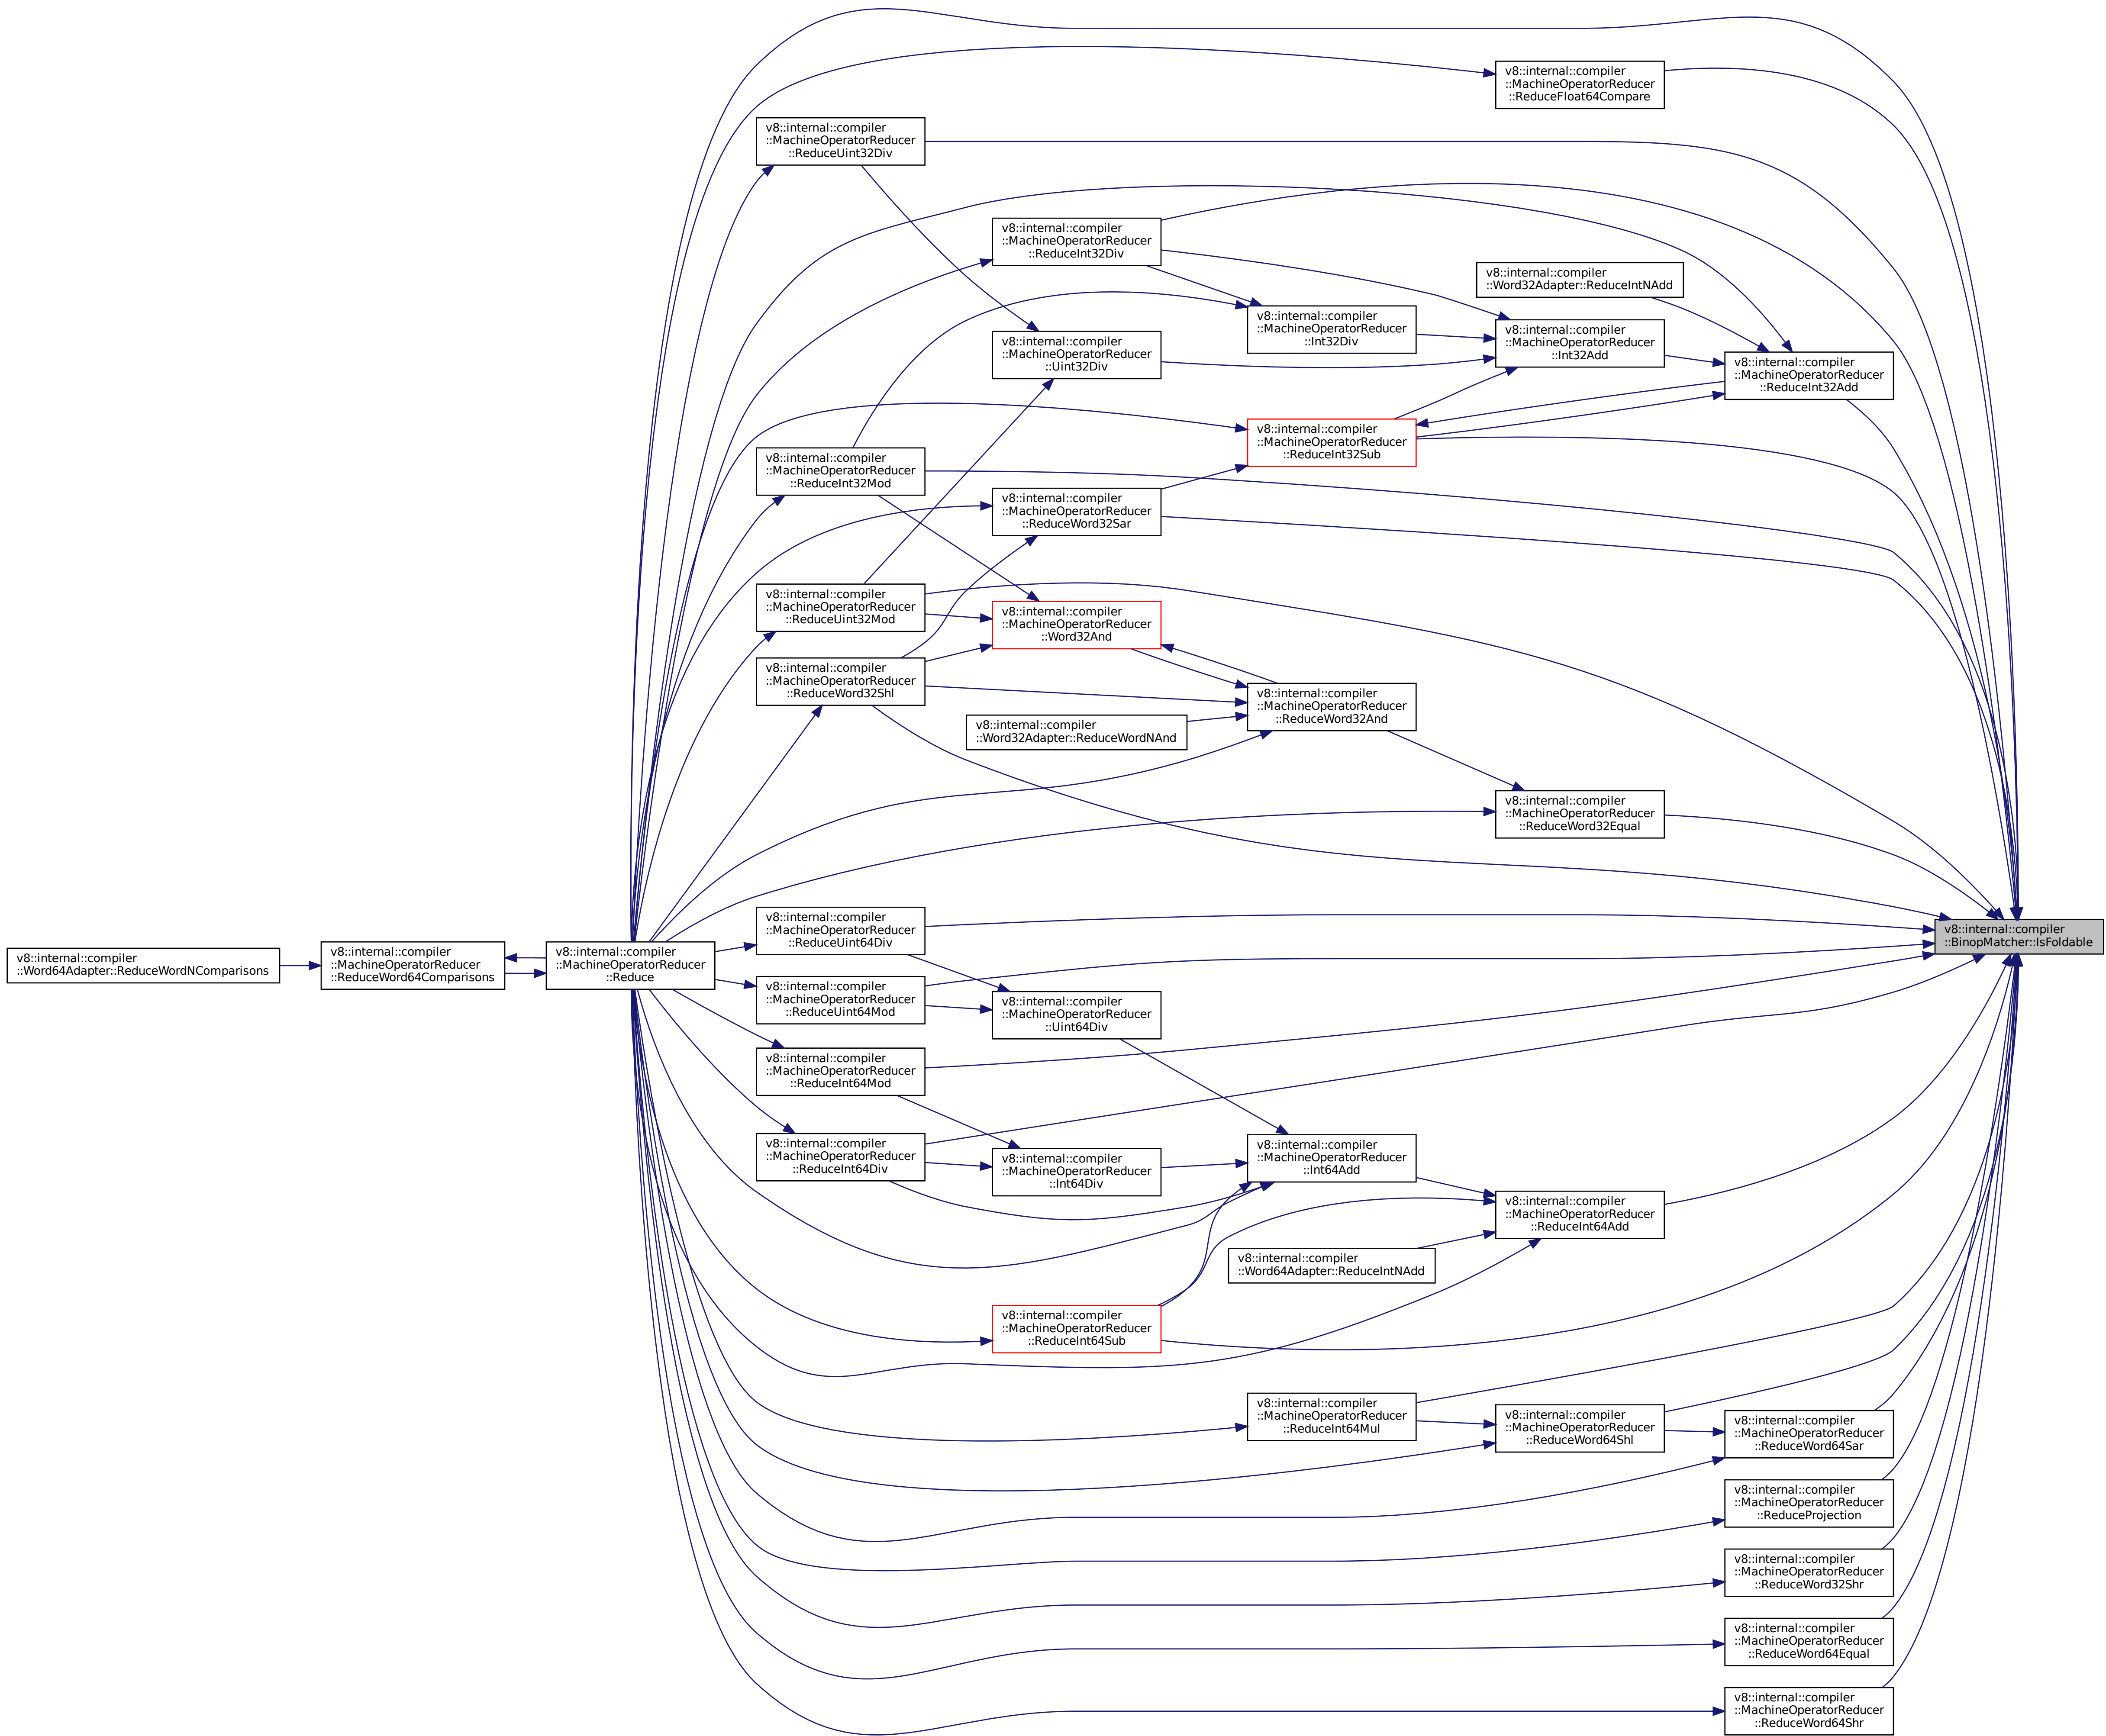 v8::internal::compiler
::MachineOperatorReducer
::ReduceFloat64Compare
v8::internal::compiler
::MachineOperatorReducer
::ReduceUint32Div
v8::internal::compiler
::MachineOperatorReducer
::ReduceInt32Div
v8::internal::compiler
::Word32Adapter::ReduceIntNAdd
v8::internal::compiler
::MachineOperatorReducer
::Int32Div
v8::internal::compiler
::MachineOperatorReducer
::Int32Add
v8::internal::compiler
::MachineOperatorReducer
::Uint32Div
v8::internal::compiler
::MachineOperatorReducer
::ReduceInt32Add
v8::internal::compiler
::MachineOperatorReducer
::ReduceInt32Sub
v8::internal::compiler
::MachineOperatorReducer
::ReduceInt32Mod
v8::internal::compiler
::MachineOperatorReducer
::ReduceWord32Sar
v8::internal::compiler
::MachineOperatorReducer
::ReduceUint32Mod
v8::internal::compiler
::MachineOperatorReducer
::Word32And
v8::internal::compiler
::MachineOperatorReducer
::ReduceWord32Shl
v8::internal::compiler
::MachineOperatorReducer
::ReduceWord32And
v8::internal::compiler
::Word32Adapter::ReduceWordNAnd
v8::internal::compiler
::MachineOperatorReducer
::ReduceWord32Equal
v8::internal::compiler
::MachineOperatorReducer
::ReduceUint64Div
v8::internal::compiler
::BinopMatcher::IsFoldable
v8::internal::compiler
::Word64Adapter::ReduceWordNComparisons
v8::internal::compiler
::MachineOperatorReducer
::ReduceWord64Comparisons
v8::internal::compiler
::MachineOperatorReducer
::Reduce
v8::internal::compiler
::MachineOperatorReducer
::ReduceUint64Mod
v8::internal::compiler
::MachineOperatorReducer
::Uint64Div
v8::internal::compiler
::MachineOperatorReducer
::ReduceInt64Mod
v8::internal::compiler
::MachineOperatorReducer
::ReduceInt64Div
v8::internal::compiler
::MachineOperatorReducer
::Int64Div
v8::internal::compiler
::MachineOperatorReducer
::Int64Add
v8::internal::compiler
::MachineOperatorReducer
::ReduceInt64Add
v8::internal::compiler
::Word64Adapter::ReduceIntNAdd
v8::internal::compiler
::MachineOperatorReducer
::ReduceInt64Sub
v8::internal::compiler
::MachineOperatorReducer
::ReduceInt64Mul
v8::internal::compiler
::MachineOperatorReducer
::ReduceWord64Shl
v8::internal::compiler
::MachineOperatorReducer
::ReduceWord64Sar
v8::internal::compiler
::MachineOperatorReducer
::ReduceProjection
v8::internal::compiler
::MachineOperatorReducer
::ReduceWord32Shr
v8::internal::compiler
::MachineOperatorReducer
::ReduceWord64Equal
v8::internal::compiler
::MachineOperatorReducer
::ReduceWord64Shr